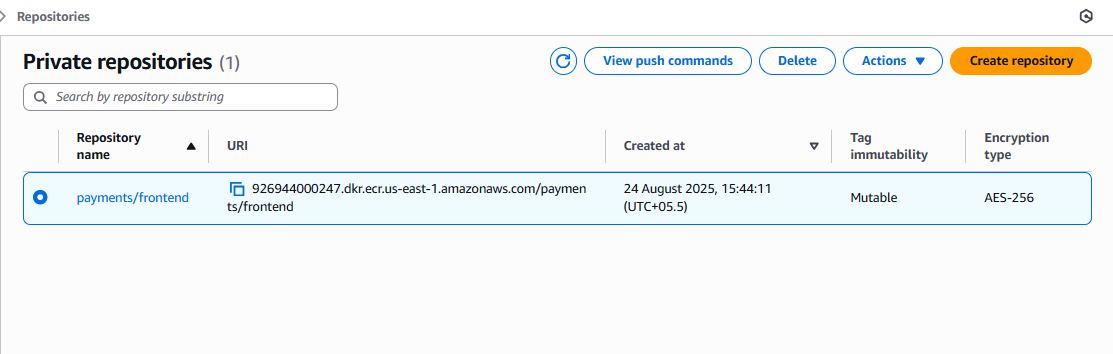 Repositories
Private repositories (1)
View push commands
Delete
Actions
Create repository
Search by repository substring
Repository name
URI
Created at
Tag immutability
Encryption type
payments/frontend
926944000247.dkr.ecr.us-east-1.amazonaws.com/paymen
ts/frontend
24 August 2025, 15:44:11
(UTC+05.5)
Mutable
AES-256